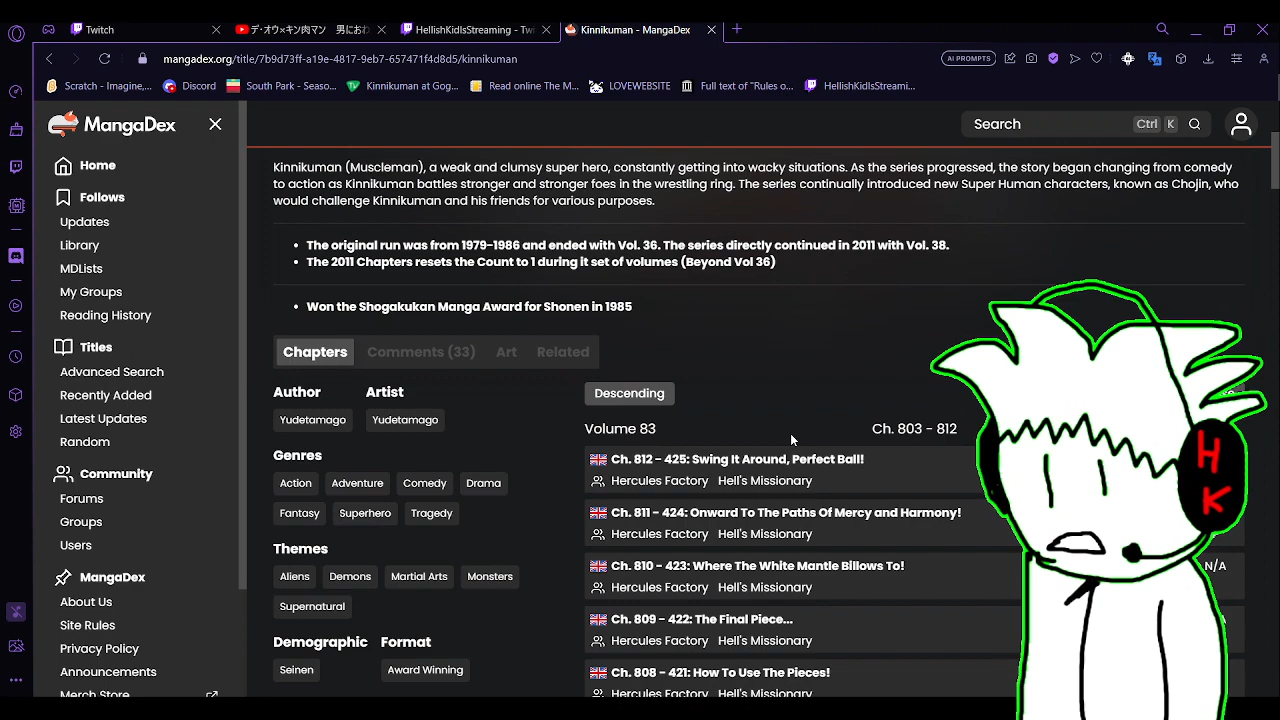 Twitch
デ・オウ×キン肉マン 男におわ
HellishKidIsStreaming - Tw
Kinnikuman - MangaDex
mangadex.org/title/7b9d73ff-a19e-4817-9eb7-657471f4d8d5/kinnikuman
AI PROMPTS
Scratch - Imagine,...
Discord
South Park - Seaso...
Kinnikuman at Gog...
Read online The M...
LOVEWEBSITE
Full text of "Rules o...
HellishKidIsStreami...
MangaDex
Search
Ctrl K
Home
Follows
Updates
Library
MDLists
My Groups
Reading History
Titles
Advanced Search
Recently Added
Latest Updates
Random
Community
Forums
Groups
Users
MangaDex
About Us
Site Rules
Privacy Policy
Announcements
Merch Store
Kinnikuman (Muscleman), a weak and clumsy super hero, constantly getting into wacky situations. As the series progressed, the story began changing from comedy
to action as Kinnikuman battles stronger and stronger foes in the wrestling ring. The series continually introduced new Super Human characters, known as Chojin, who
would challenge Kinnikuman and his friends for various purposes.
The original run was from 1979-1986 and ended with Vol. 36. The series directly continued in 2011 with Vol. 38.
The 2011 Chapters resets the Count to 1 during it set of volumes (Beyond Vol 36)
Won the Shogakukan Manga Award for Shonen in 1985
Chapters Comments (33) Art Related
Author Artist
Yudetamago Yudetamago
Genres
Action Adventure Comedy Drama
Fantasy Superhero Tragedy
Themes
Aliens Demons Martial Arts Monsters
Supernatural
Demographic Format
Seinen Award Winning
Descending
Volume 83 Ch. 803 - 812
Ch. 812 - 425: Swing It Around, Perfect Ball!
Hercules Factory Hell's Missionary
Ch. 811 - 424: Onward To The Paths Of Mercy and Harmony!
Hercules Factory Hell's Missionary
Ch. 810 - 423: Where The White Mantle Billows To!
N/A
Hercules Factory Hell's Missionary
Ch. 809 - 422: The Final Piece...
Hercules Factory Hell's Missionary
Ch. 808 - 421: How To Use The Pieces!
Hercules Factory Hell's Missionary
H
K